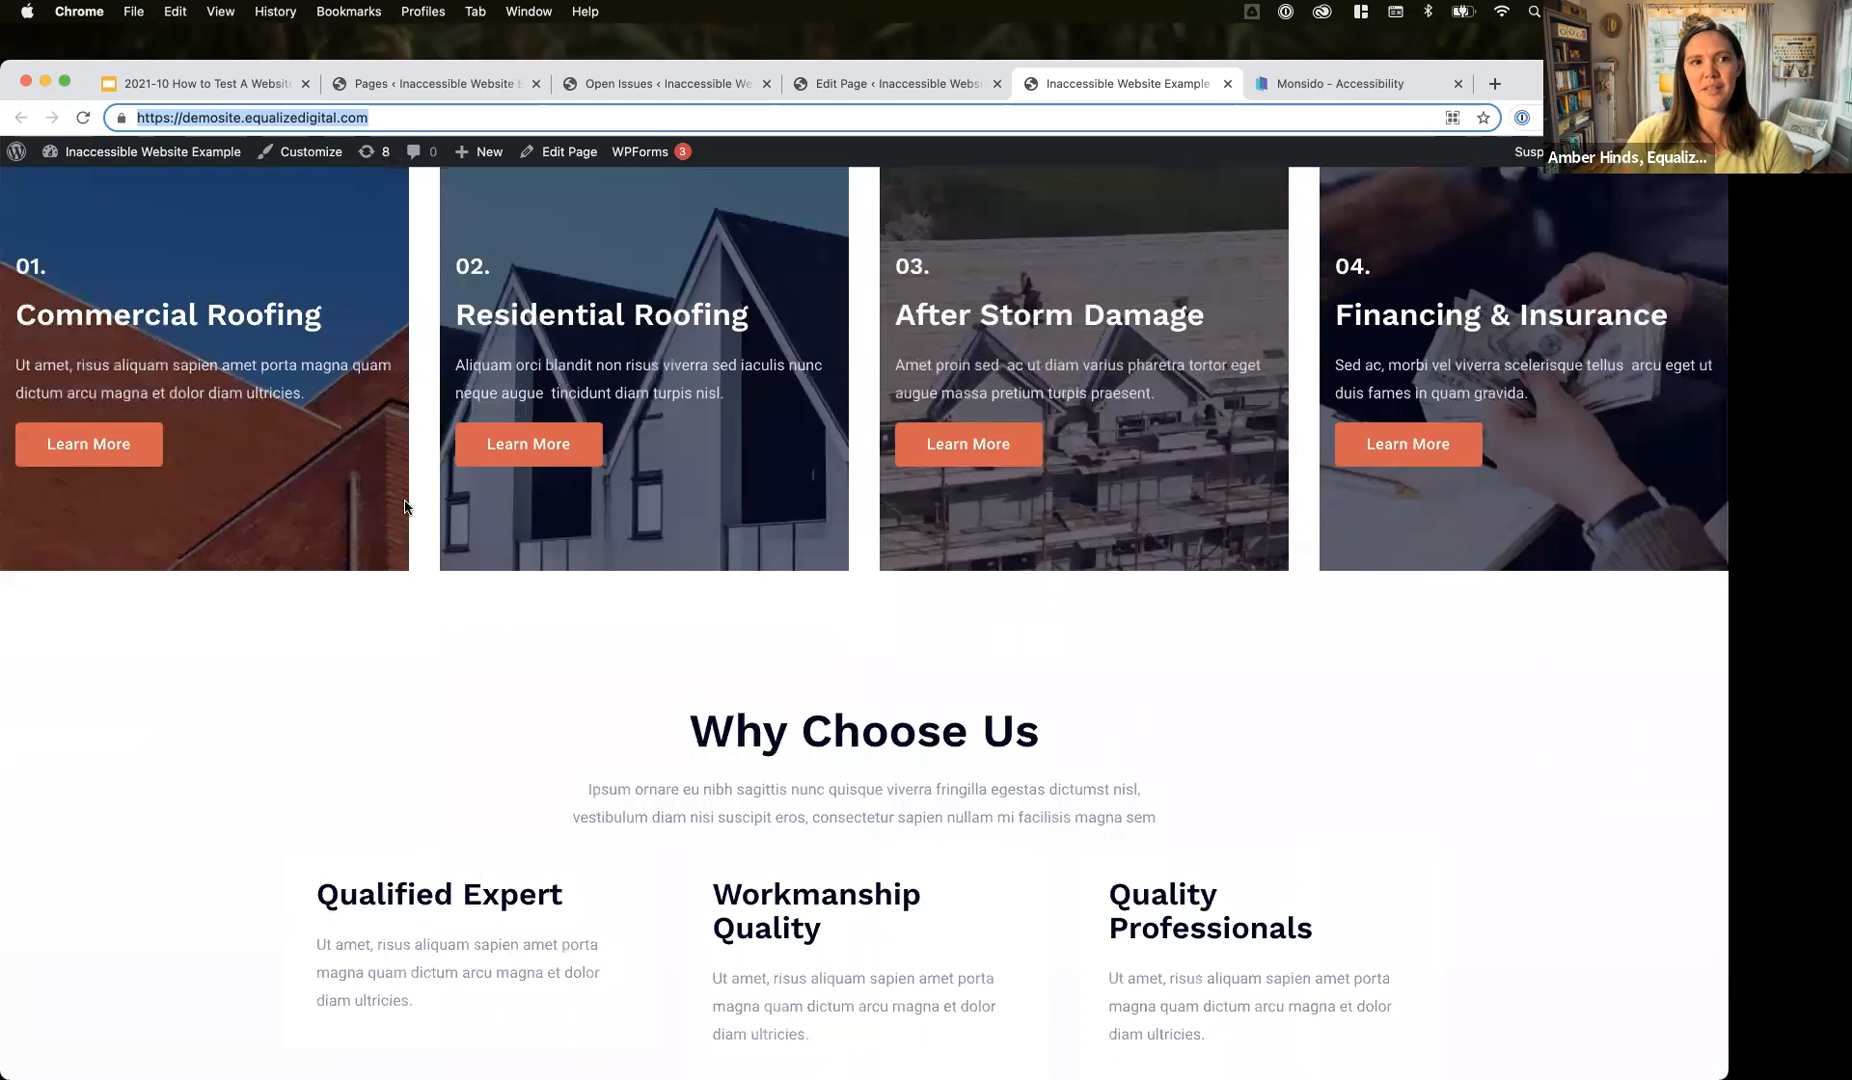 Chrome File Edit View History Bookmarks Profiles Tab Window Help
2021-10 How to Test A Website
Pages ‹ Inaccessible Website E
Open Issues ‹ Inaccessible We
Edit Page ‹ Inaccessible Websi
Inaccessible Website Example
Monsido - Accessibility
https://demosite.equalizedigital.com
Inaccessible Website Example Customize 8 0 New Edit Page WPForms 3 Susp
Amber Hinds, Equaliz...
01.
Commercial Roofing
Ut amet, risus aliquam sapien amet porta magna quam
dictum arcu magna et dolor diam ultricies.
Learn More
02.
Residential Roofing
Aliquam orci blandit non risus viverra sed iaculis nunc
neque augue tincidunt diam turpis nisl.
Learn More
03.
After Storm Damage
Amet proin sed ac ut diam varius pharetra tortor eget
augue massa pretium turpis praesent.
Learn More
04.
Financing & Insurance
Sed ac, morbi vel viverra scelerisque tellus arcu eget ut
duis fames in quam gravida.
Learn More
Why Choose Us
Ipsum ornare eu nibh sagittis nunc quisque viverra fringilla egestas dictumst nisl,
vestibulum diam nisi suscipit eros, consectetur sapien nullam mi facilisis magna sem
Qualified Expert
Ut amet, risus aliquam sapien amet porta
magna quam dictum arcu magna et dolor
diam ultricies.
Workmanship
Quality
Ut amet, risus aliquam sapien amet porta
magna quam dictum arcu magna et dolor
diam ultricies.
Quality
Professionals
Ut amet, risus aliquam sapien amet porta
magna quam dictum arcu magna et dolor
diam ultricies.